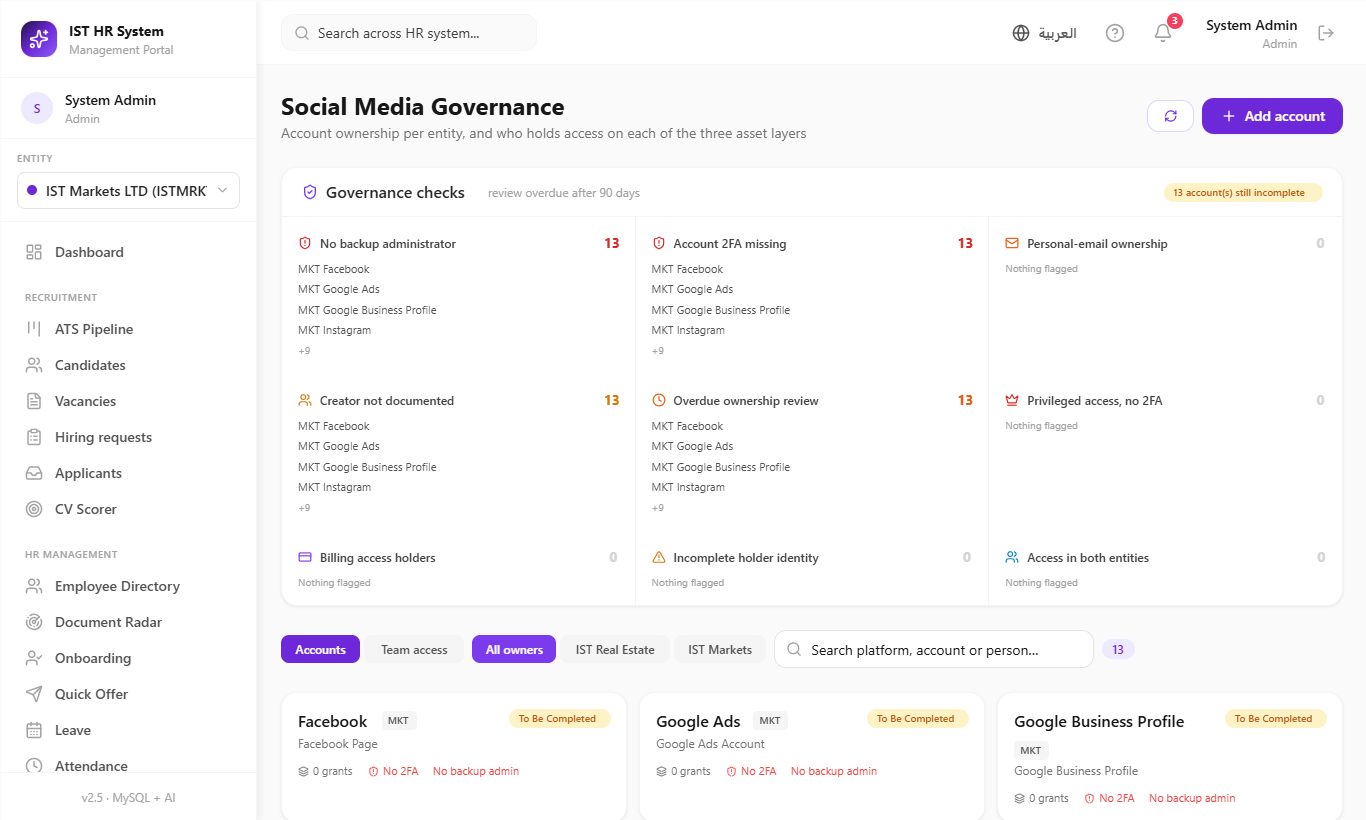 IST HR System
Management Portal
S
System Admin
Admin
ENTITY
IST Markets LTD (ISTMRK
Dashboard
RECRUITMENT
ATS Pipeline
Candidates
Vacancies
Hiring requests
Applicants
CV Scorer
HR MANAGEMENT
Employee Directory
Document Radar
Onboarding
Quick Offer
Leave
Attendance
v2.5 · MySQL + AI
Search across HR system...
العربية
3
System Admin
Admin
Social Media Governance
Account ownership per entity, and who holds access on each of the three asset layers
Add account
Governance checks
review overdue after 90 days
13 account(s) still incomplete
No backup administrator 13
MKT Facebook
MKT Google Ads
MKT Google Business Profile
MKT Instagram
+9
Account 2FA missing 13
MKT Facebook
MKT Google Ads
MKT Google Business Profile
MKT Instagram
+9
Personal-email ownership 0
Nothing flagged
Creator not documented 13
MKT Facebook
MKT Google Ads
MKT Google Business Profile
MKT Instagram
+9
Overdue ownership review 13
MKT Facebook
MKT Google Ads
MKT Google Business Profile
MKT Instagram
+9
Privileged access, no 2FA 0
Nothing flagged
Billing access holders 0
Nothing flagged
Incomplete holder identity 0
Nothing flagged
Access in both entities 0
Nothing flagged
Accounts
Team access
All owners
IST Real Estate
IST Markets
Search platform, account or person...
13
Facebook MKT To Be Completed
Facebook Page
0 grants No 2FA No backup admin
Google Ads MKT To Be Completed
Google Ads Account
0 grants No 2FA No backup admin
Google Business Profile To Be Completed
MKT
Google Business Profile
0 grants No 2FA No backup admin